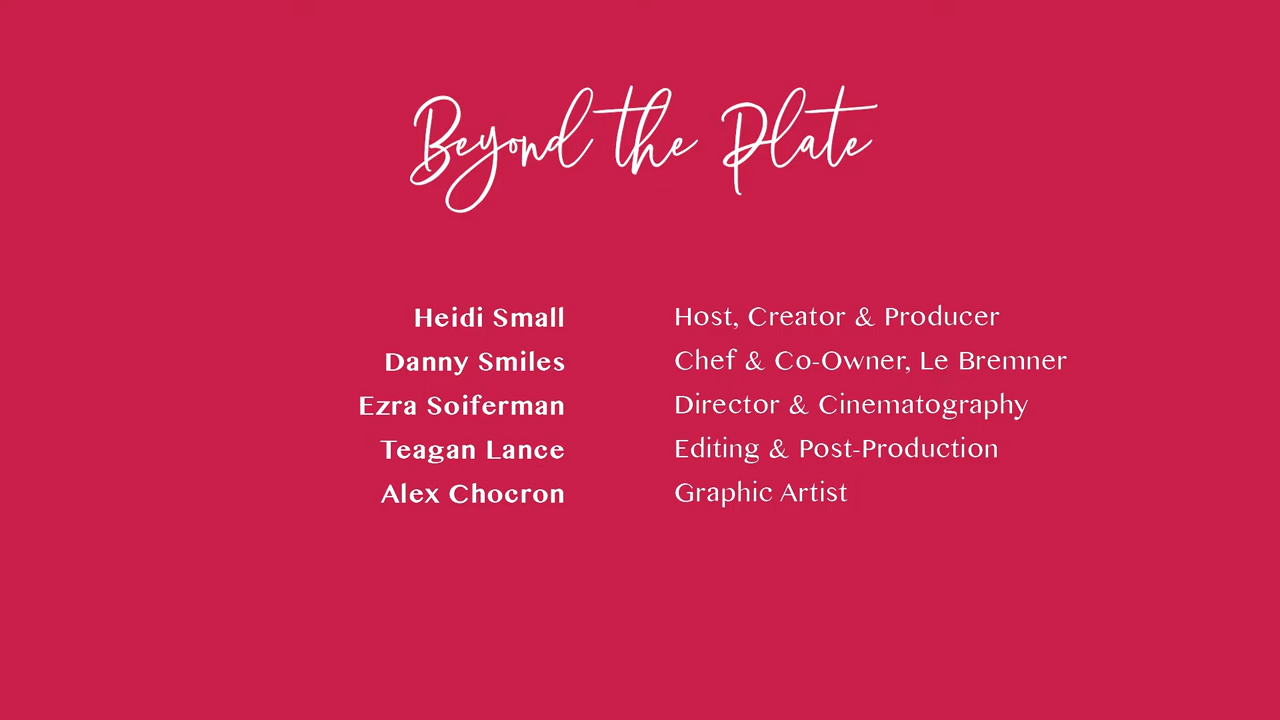 Beyond the Plate
Heidi Small Host, Creator & Producer
Danny Smiles Chef & Co-Owner, Le Bremner
Ezra Soiferman Director & Cinematography
Teagan Lance Editing & Post-Production
Alex Chocron Graphic Artist